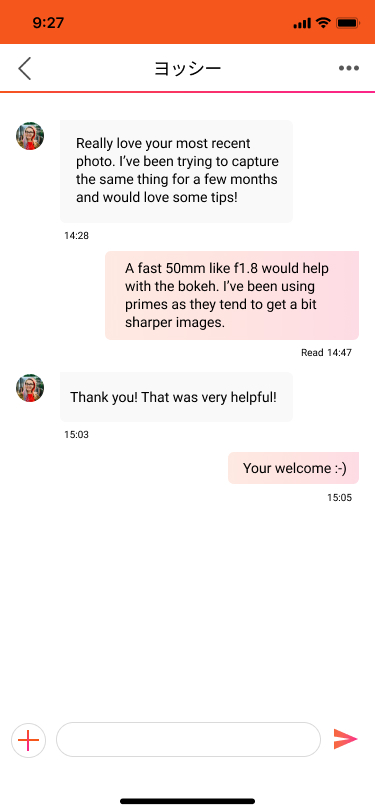 9:27
ヨッシー
Really love your most recent
photo. I’ve been trying to capture
the same thing for a few months
and would love some tips!
14:28
A fast 50mm like f1.8 would help
with the bokeh. I’ve been using
primes as they tend to get a bit
sharper images.
Read 14:47
Thank you! That was very helpful!
15:03
Your welcome :-)
15:05